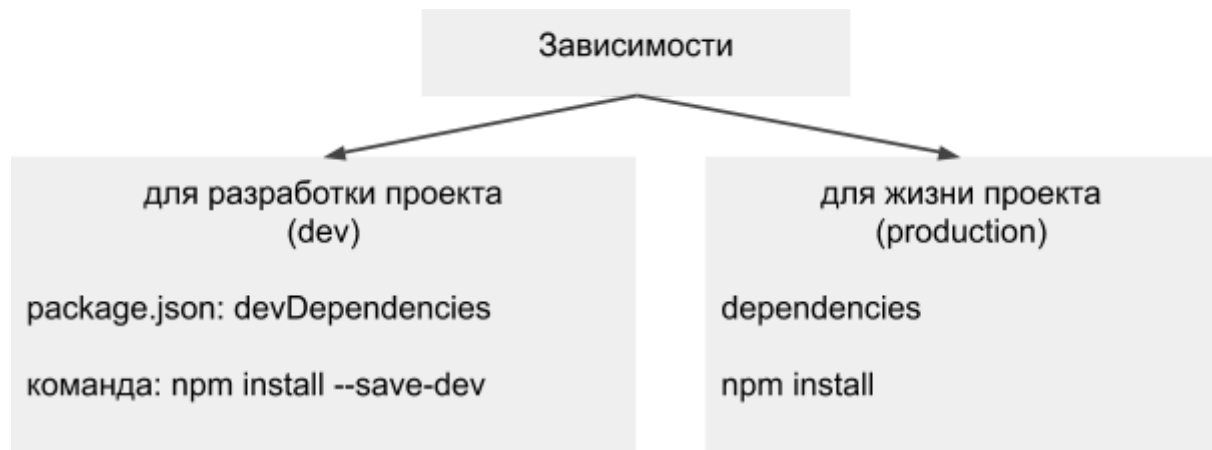 Зависимости
для разработки проекта
(dev)
package.json: devDependencies
команда: npm install --save-dev
для жизни проекта
(production)
dependencies
npm install